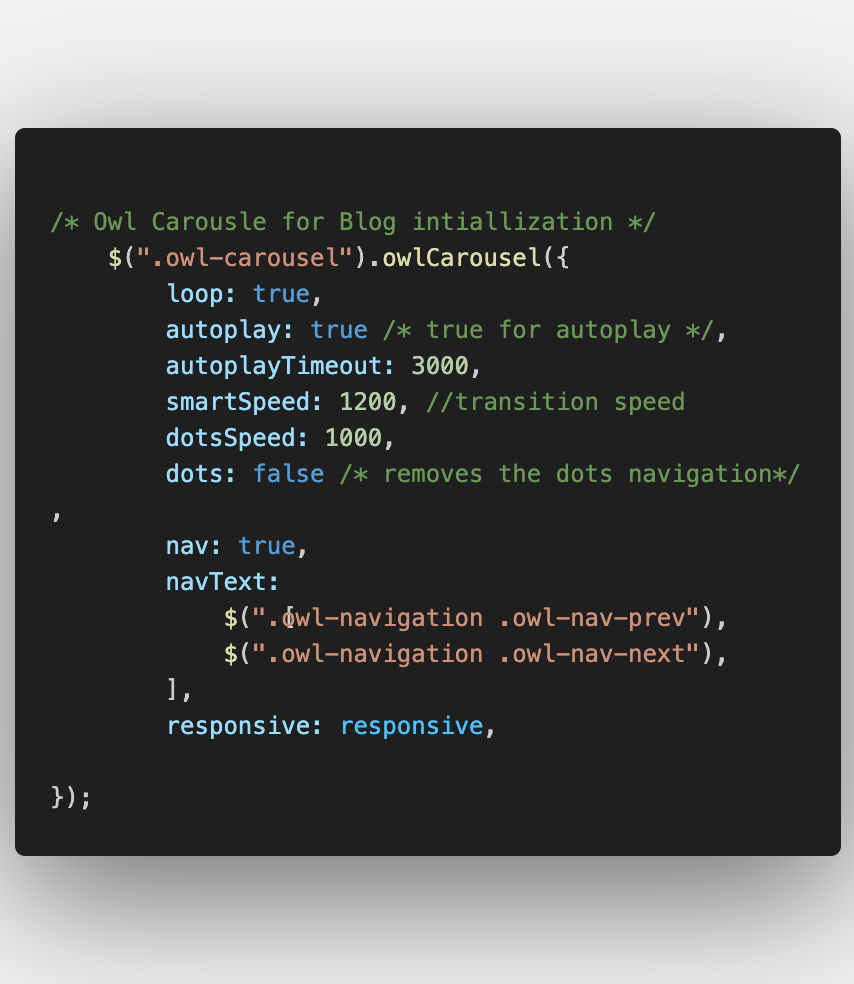 /* Owl Carousle for Blog intiallization */
$(".owl-carousel").owlCarousel({
loop: true,
autoplay: true /* true for autoplay */,
autoplayTimeout: 3000,
smartSpeed: 1200, //transition speed
dotsSpeed: 1000,
dots: false /* removes the dots navigation*/
,
nav: true,
navText: [
$(".owl-navigation .owl-nav-prev"),
$(".owl-navigation .owl-nav-next"),
],
responsive: responsive,
});